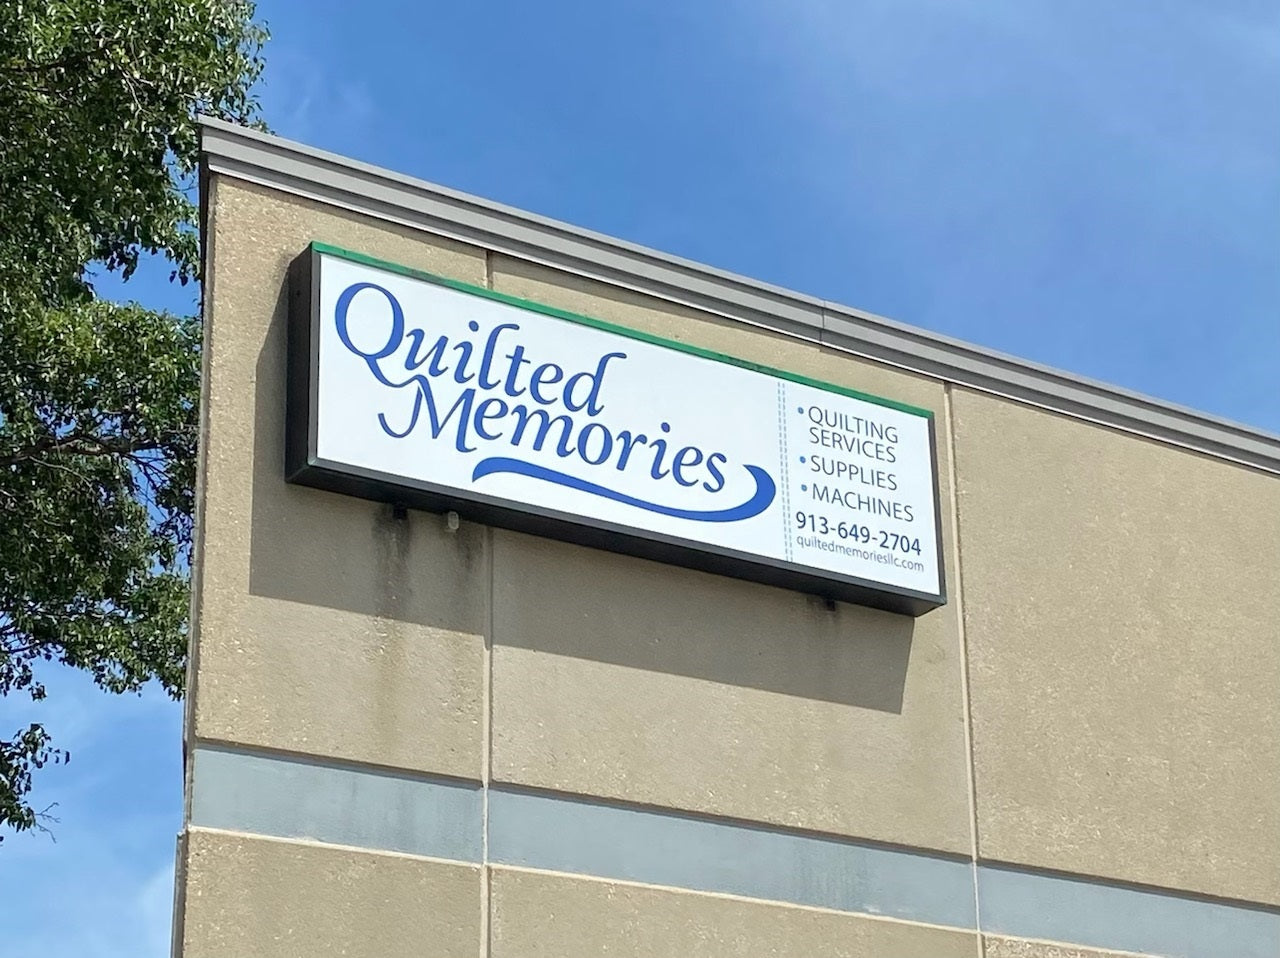 Quilted
Memories
• QUILTING
SERVICES
• SUPPLIES
• MACHINES
913-649-2704
quiltedmemoriesllc.com